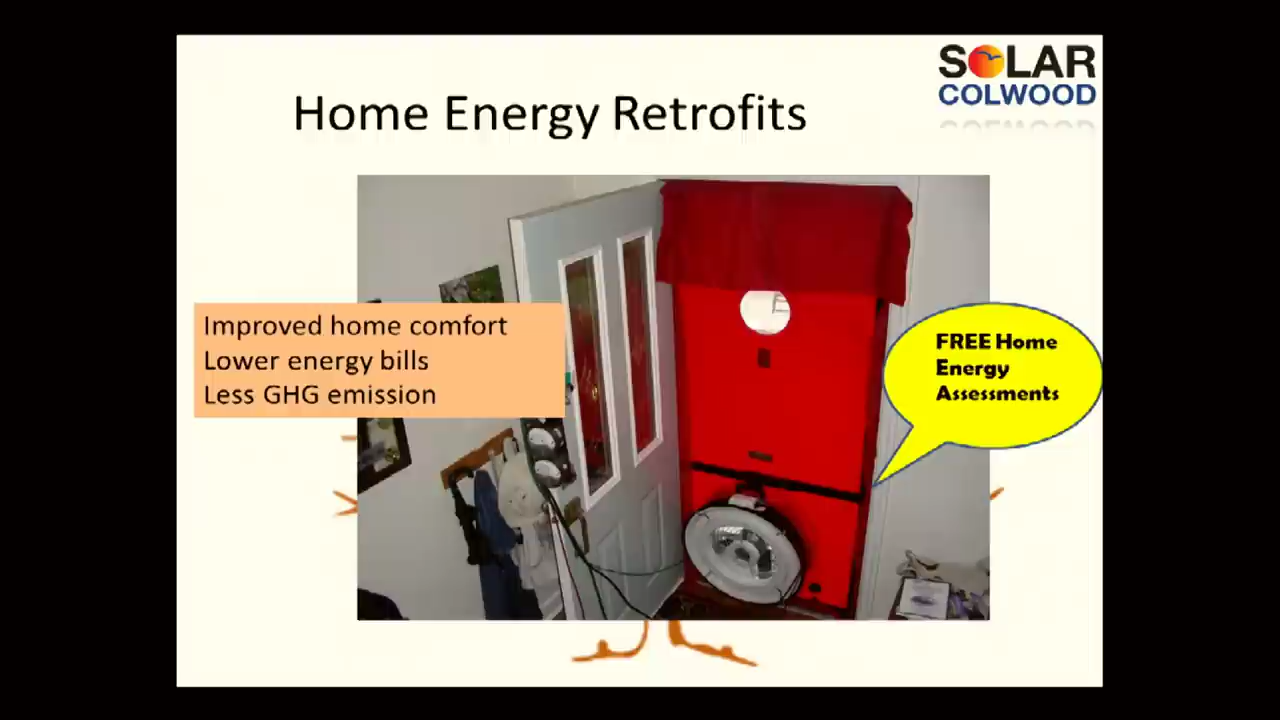 SOLAR
COLWOOD
Home Energy Retrofits
Improved home comfort
Lower energy bills
Less GHG emission
FREE Home
Energy
Assessments